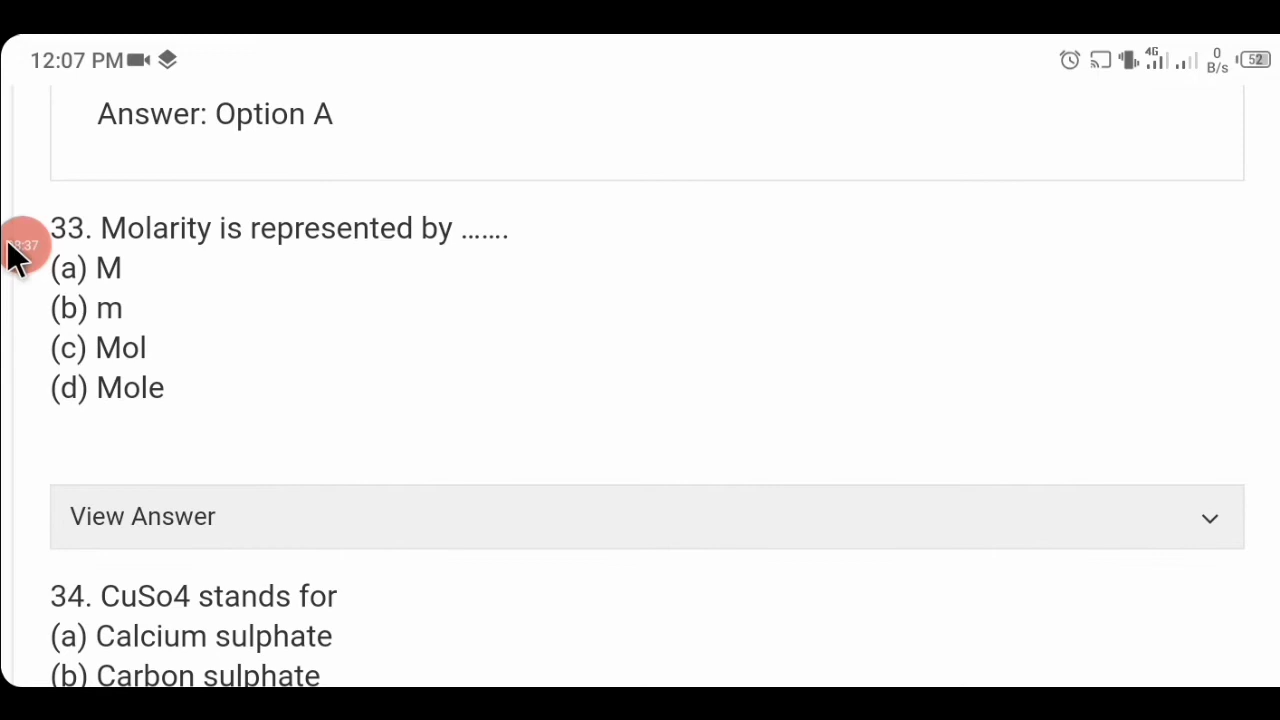 12:07 PM 4G 0 B/s 52
Answer: Option A
33. Molarity is represented by .......
(a) M
(b) m
(c) Mol
(d) Mole
View Answer
34. CuSo4 stands for
(a) Calcium sulphate
(b) Carbon sulphate